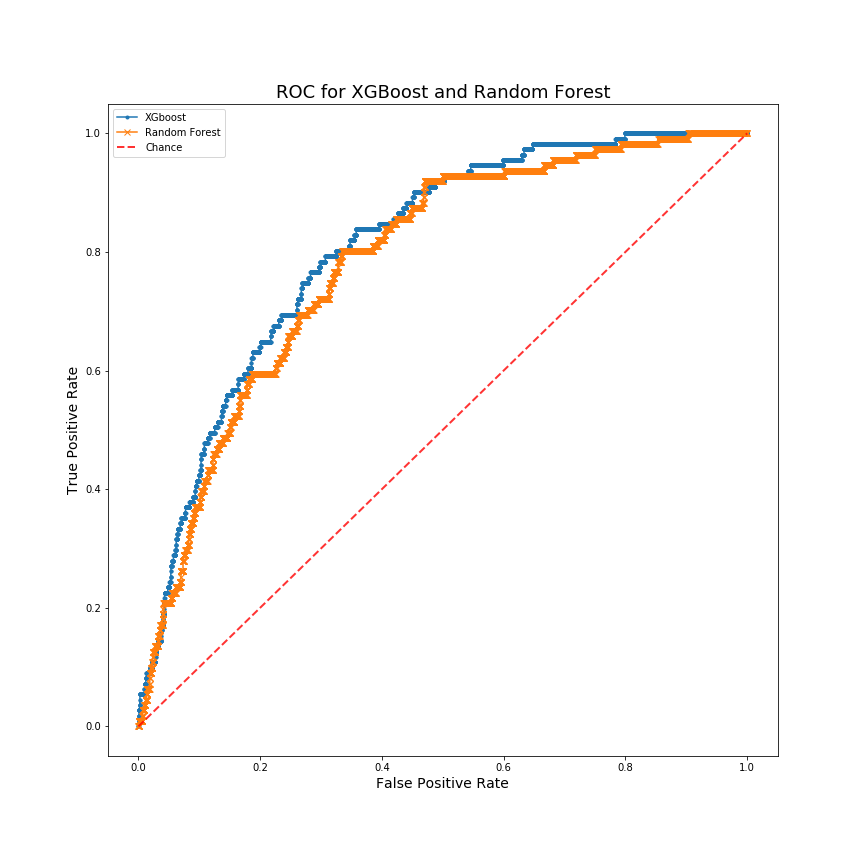 ROC for XGBoost and Random Forest
XGboost
Random Forest
Chance
1.0
0.8
0.6
0.4
0.2
0.0
True Positive Rate
0.0 0.2 0.4 0.6 0.8 1.0
False Positive Rate